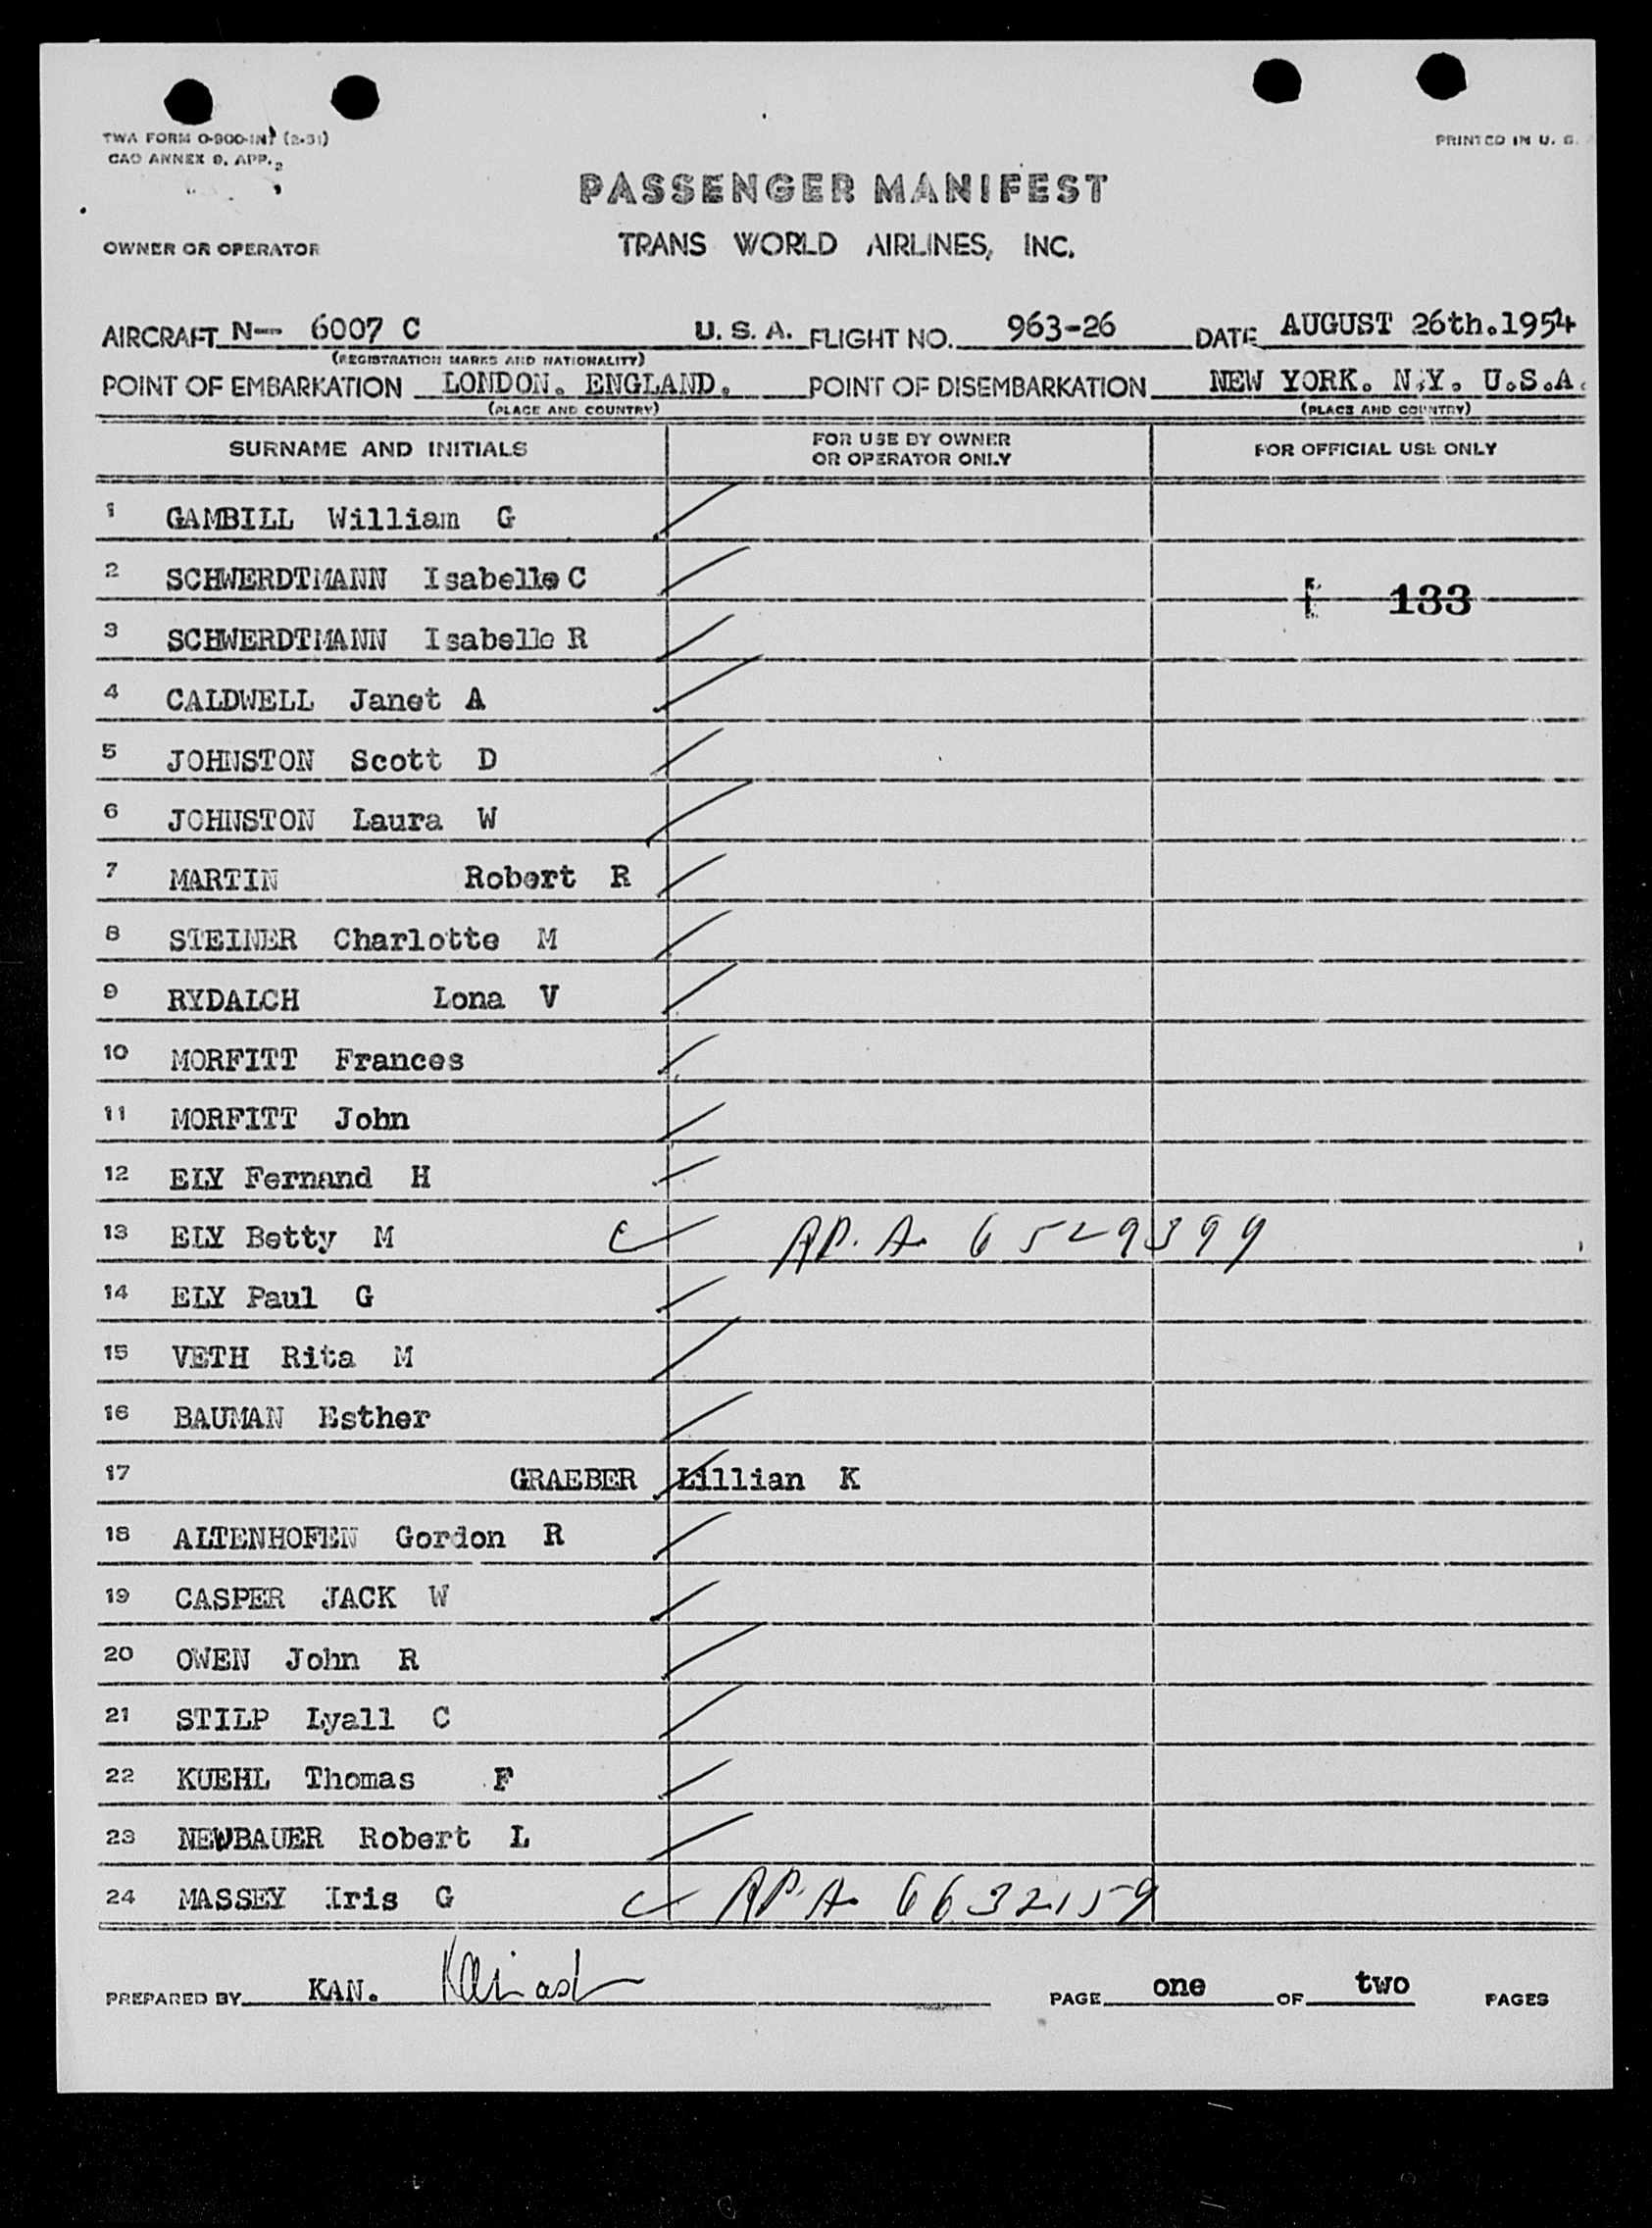 TWA FORM O-900-INT (2-51)
CAO ANNEX 9, APP. 2
PRINTED IN U. S.
PASSENGER MANIFEST
OWNER OR OPERATOR TRANS WORLD AIRLINES, INC.
AIRCRAFT N— 6007 C U. S. A. FLIGHT NO. 963-26 DATE AUGUST 26th.1954
(REGISTRATION MARKS AND NATIONALITY)
POINT OF EMBARKATION LONDON. ENGLAND. POINT OF DISEMBARKATION NEW YORK. N.Y. U.S.A.
(PLACE AND COUNTRY) (PLACE AND COUNTRY)
SURNAME AND INITIALS FOR USE BY OWNER OR OPERATOR ONLY FOR OFFICIAL USE ONLY
1 GAMBILL William G
2 SCHWERDTMANN Isabelle C
133
3 SCHWERDTMANN Isabelle R
4 CALDWELL Janet A
5 JOHNSTON Scott D
6 JOHNSTON Laura W
7 MARTIN Robert R
8 STEINER Charlotte M
9 RYDALCH Lona V
10 MORFITT Frances
11 MORFITT John
12 ELY Fernand H
13 ELY Betty M AP. A. 6529399
14 ELY Paul G
15 VETH Rita M
16 BAUMAN Esther
17 GRAEBER Lillian K
18 ALTENHOFEN Gordon R
19 CASPER JACK W
20 OWEN John R
21 STILP Lyall C
22 KUEHL Thomas F
23 NEWBAUER Robert L
24 MASSEY Iris G AP. A. 6632159
PREPARED BY KAN. PAGE one OF two PAGES